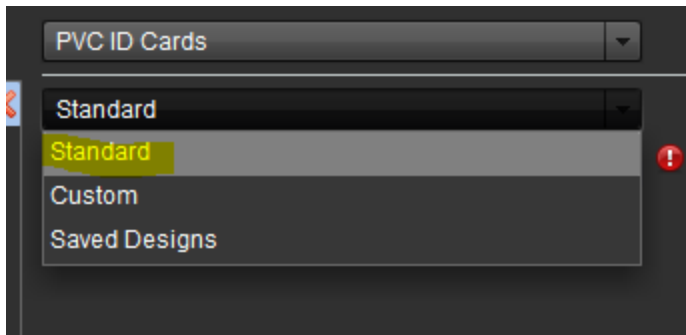 PVC ID Cards
Standard
Standard
Custom
Saved Designs